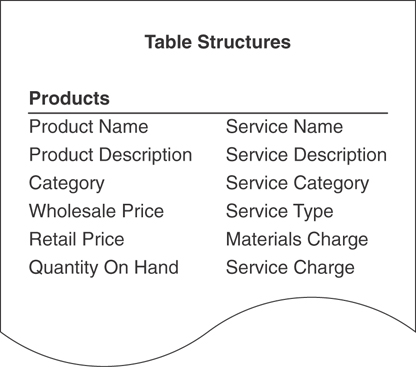 Table Structures
Products
Product Name Service Name
Product Description Service Description
Category Service Category
Wholesale Price Service Type
Retail Price Materials Charge
Quantity On Hand Service Charge